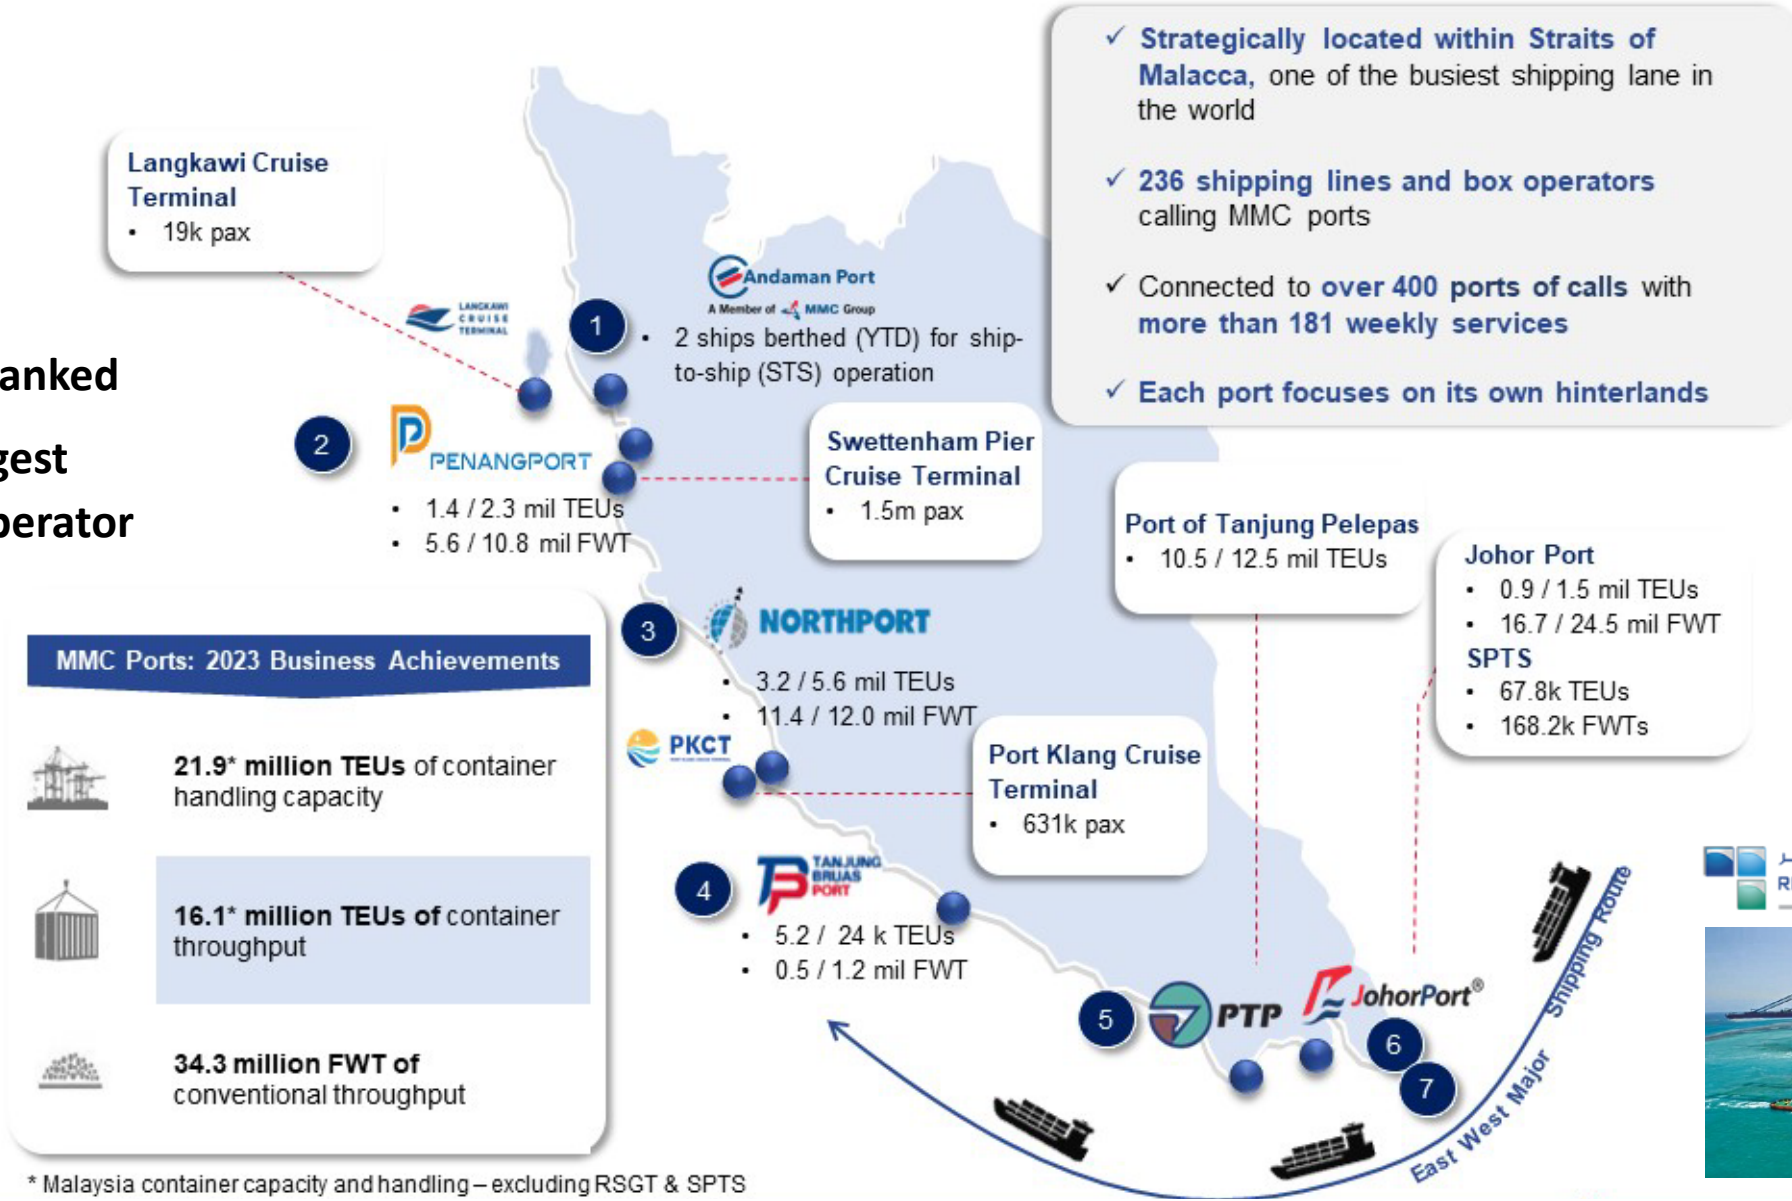 ✓ Strategically located within Straits of
Malacca, one of the busiest shipping lane in
the world
✓ 236 shipping lines and box operators
calling MMC ports
✓ Connected to over 400 ports of calls with
more than 181 weekly services
✓ Each port focuses on its own hinterlands
Langkawi Cruise
Terminal
• 19k pax
LANGKAWI
CRUISE
TERMINAL
1
Andaman Port
A Member of MMC Group
• 2 ships berthed (YTD) for ship-
to-ship (STS) operation
anked
gest
perator
2
PENANGPORT
• 1.4 / 2.3 mil TEUs
• 5.6 / 10.8 mil FWT
Swettenham Pier
Cruise Terminal
• 1.5m pax
Port of Tanjung Pelepas
• 10.5 / 12.5 mil TEUs
Johor Port
• 0.9 / 1.5 mil TEUs
• 16.7 / 24.5 mil FWT
SPTS
• 67.8k TEUs
• 168.2k FWTs
3
NORTHPORT
• 3.2 / 5.6 mil TEUs
• 11.4 / 12.0 mil FWT
PKCT
Port Klang Cruise
Terminal
• 631k pax
4
TANJUNG
BRUAS
PORT
• 5.2 / 24 k TEUs
• 0.5 / 1.2 mil FWT
5
PTP
JohorPort®
6
7
East West Major Shipping Route
MMC Ports: 2023 Business Achievements
21.9* million TEUs of container
handling capacity
16.1* million TEUs of container
throughput
34.3 million FWT of
conventional throughput
* Malaysia container capacity and handling – excluding RSGT & SPTS